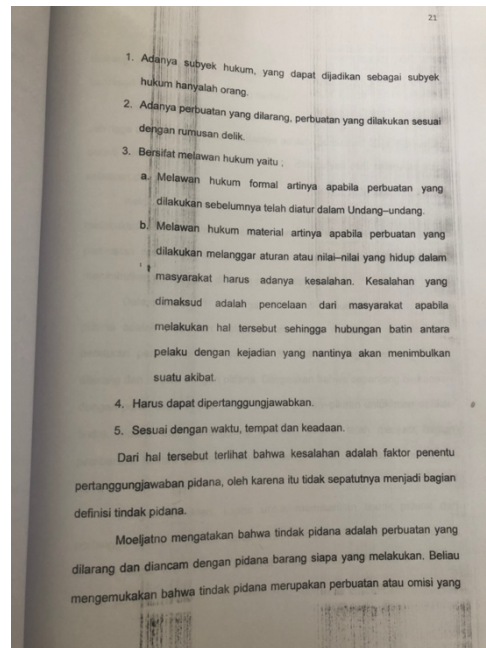 21
1. Adanya subyek hukum, yang dapat dijadikan sebagai subyek
hukum hanyalah orang.
2. Adanya perbuatan yang dilarang, perbuatan yang dilakukan sesuai
dengan rumusan delik.
3. Bersifat melawan hukum yaitu :
a. Melawan hukum formal artinya apabila perbuatan yang
dilakukan sebelumnya telah diatur dalam Undang–undang.
b. Melawan hukum material artinya apabila perbuatan yang
dilakukan melanggar aturan atau nilai–nilai yang hidup dalam
masyarakat harus adanya kesalahan. Kesalahan yang
dimaksud adalah pencelaan dari masyarakat apabila
melakukan hal tersebut sehingga hubungan batin antara
pelaku dengan kejadian yang nantinya akan menimbulkan
suatu akibat.
4. Harus dapat dipertanggungjawabkan.
5. Sesuai dengan waktu, tempat dan keadaan.
Dari hal tersebut terlihat bahwa kesalahan adalah faktor penentu
pertanggungjawaban pidana, oleh karena itu tidak sepatutnya menjadi bagian
definisi tindak pidana.
Moeljatno mengatakan bahwa tindak pidana adalah perbuatan yang
dilarang dan diancam dengan pidana barang siapa yang melakukan. Beliau
mengemukakan bahwa tindak pidana merupakan perbuatan atau omisi yang